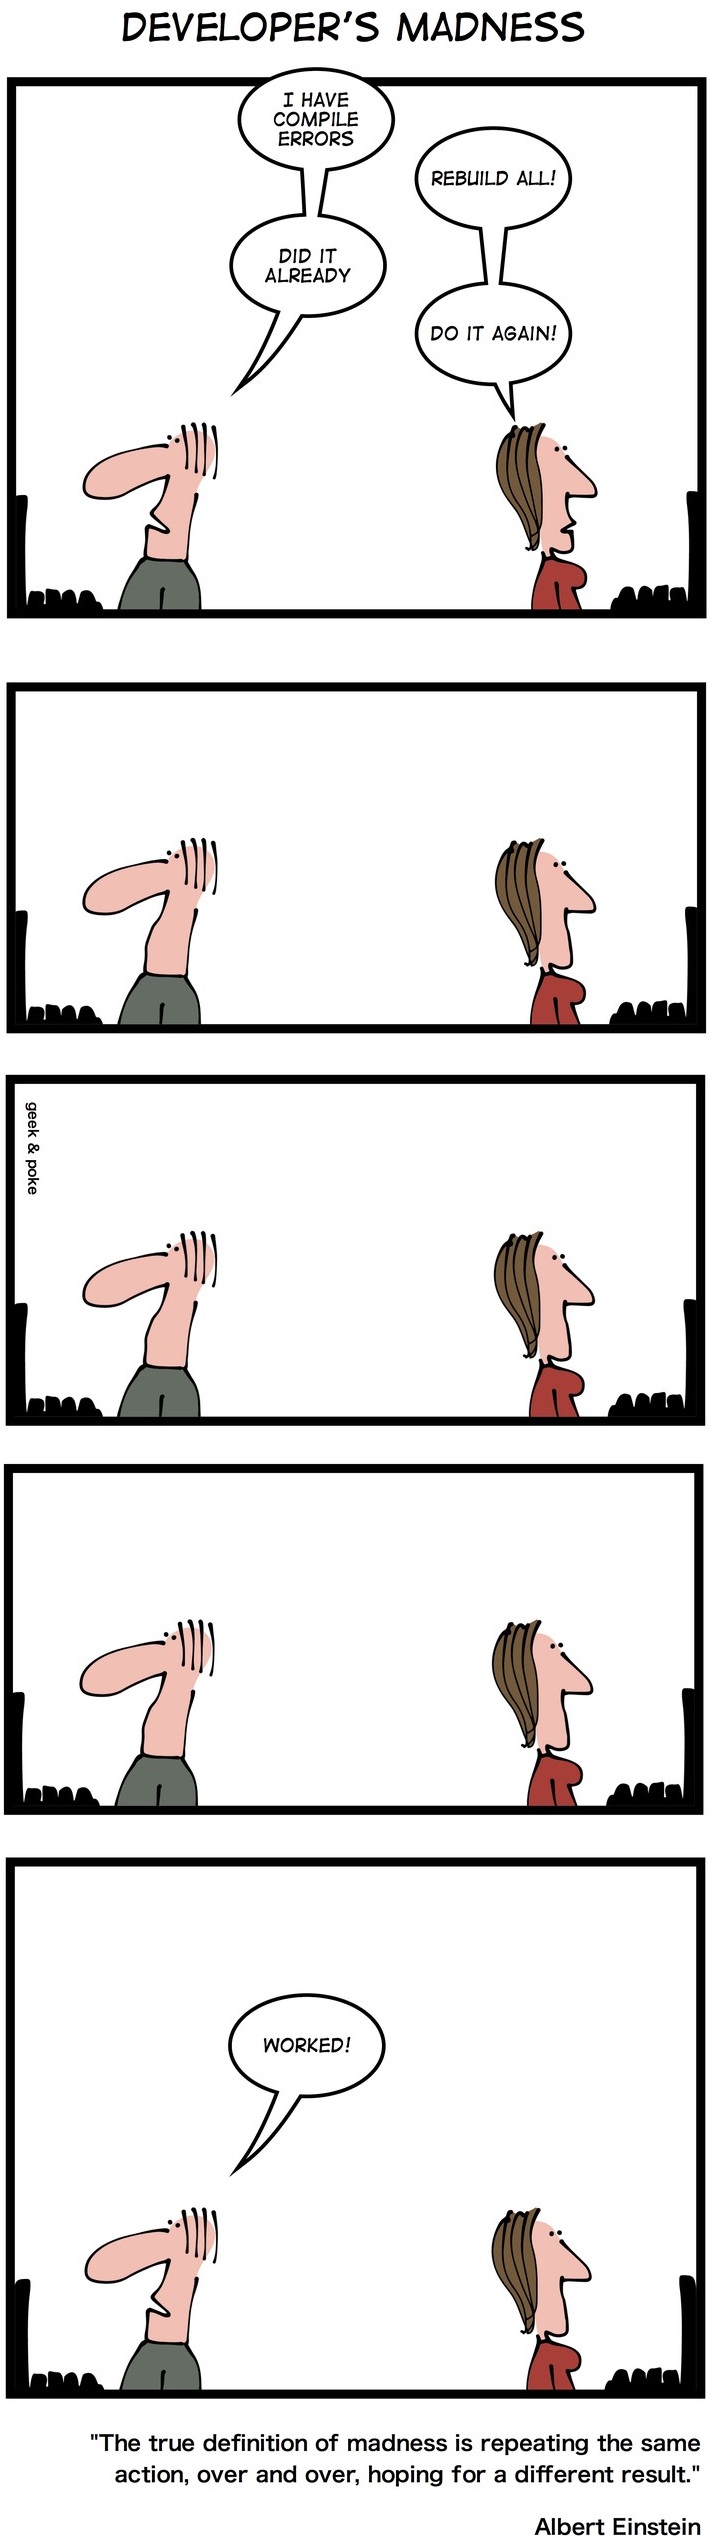 DEVELOPER'S MADNESS
I HAVE
COMPILE
ERRORS
REBUILD ALL!
DID IT
ALREADY
DO IT AGAIN!
geek & poke
WORKED!
"The true definition of madness is repeating the same
action, over and over, hoping for a different result."
Albert Einstein